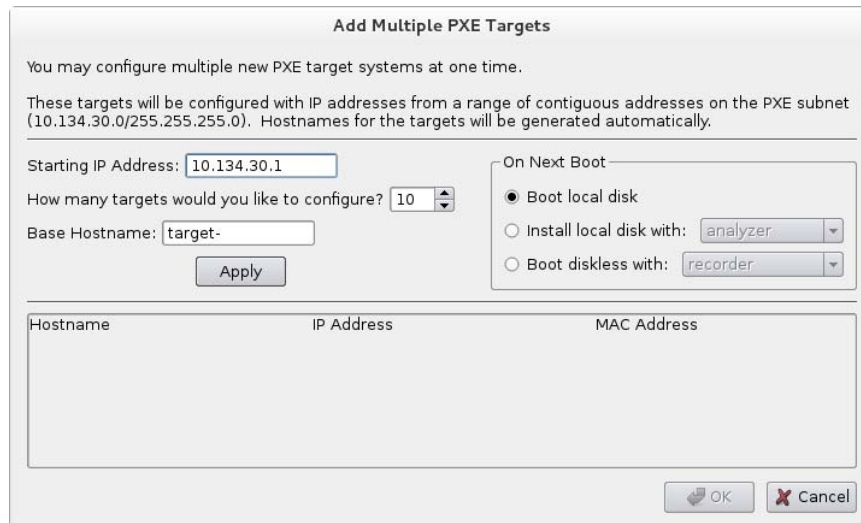 Add Multiple PXE Targets
You may configure multiple new PXE target systems at one time.
These targets will be configured with IP addresses from a range of contiguous addresses on the PXE subnet
(10.134.30.0/255.255.255.0). Hostnames for the targets will be generated automatically.
Starting IP Address: 10.134.30.1
How many targets would you like to configure? 10
Base Hostname: target-
Apply
On Next Boot
Boot local disk
Install local disk with: analyzer
Boot diskless with: recorder
Hostname IP Address MAC Address
OK Cancel